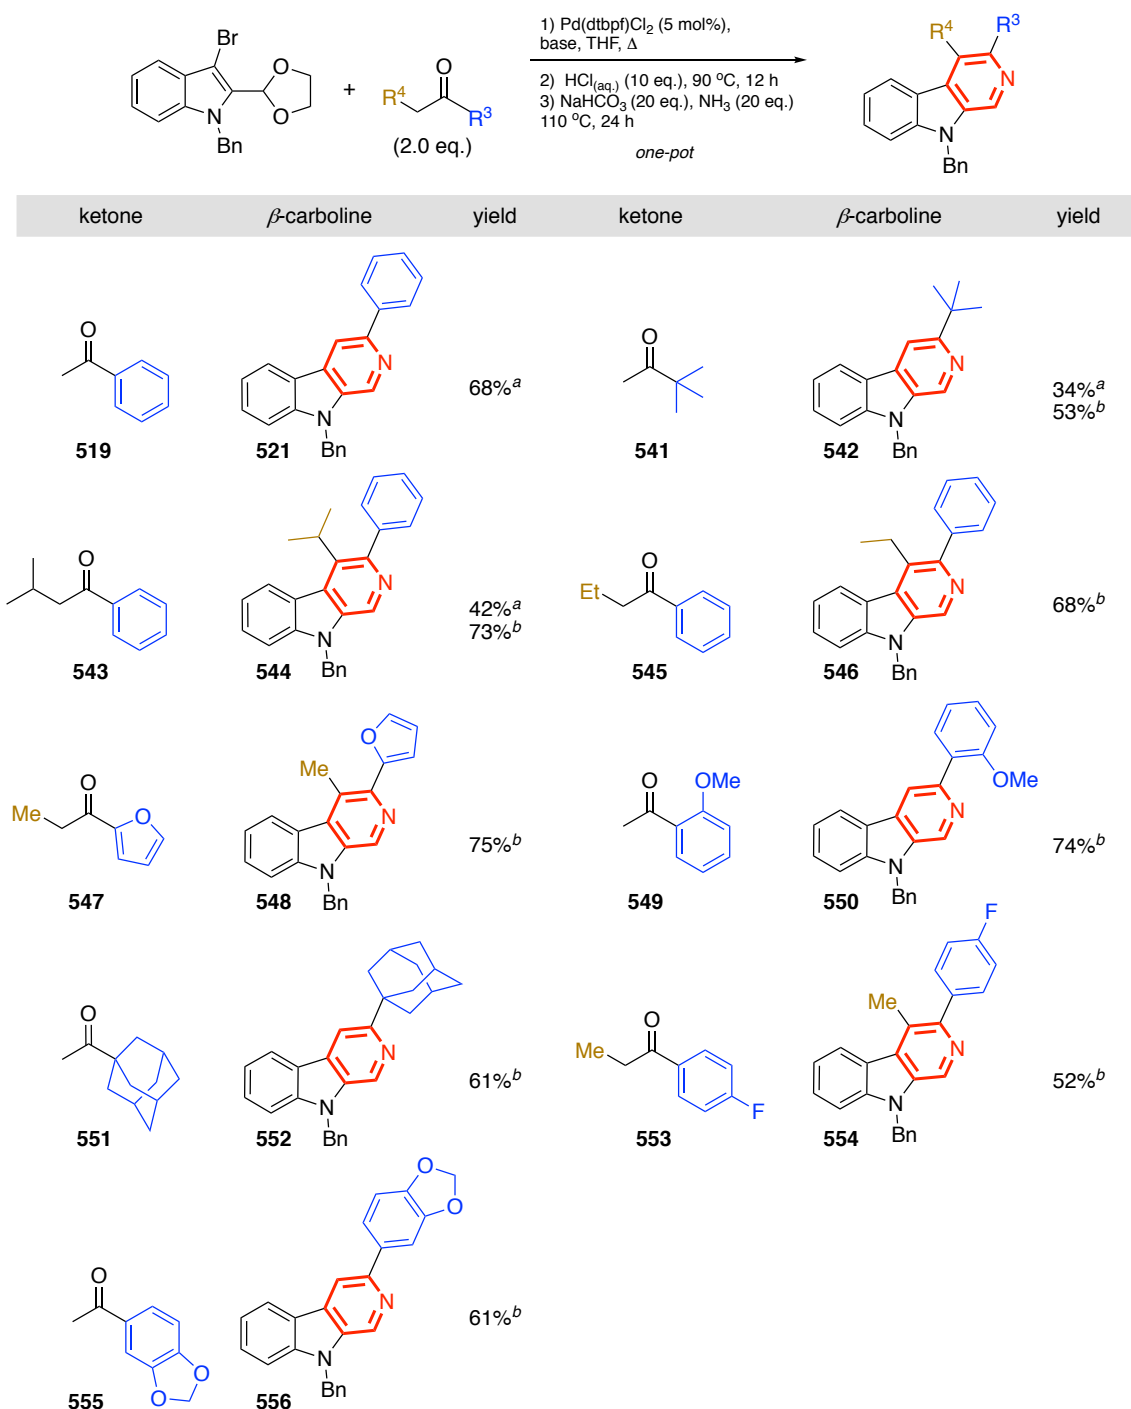 Br
O
O
N
Bn
+
R4
O
R3
(2.0 eq.)
1) Pd(dtbpf)Cl2 (5 mol%),
base, THF, Δ
2) HCl(aq.) (10 eq.), 90 °C, 12 h
3) NaHCO3 (20 eq.), NH3 (20 eq.)
110 °C, 24 h
one-pot
R4
R3
N
N
Bn
ketone β-carboline yield ketone β-carboline yield
O
519
N
N
Bn
521
68%a
O
541
N
N
Bn
542
34%a
53%b
O
543
N
N
Bn
544
42%a
73%b
Et
O
545
N
N
Bn
546
68%b
Me
O
O
547
Me
O
N
N
Bn
548
75%b
O
OMe
549
OMe
N
N
Bn
550
74%b
O
551
N
N
Bn
552
61%b
Me
O
F
553
Me
F
N
N
Bn
554
52%b
O
O
O
555
O
O
N
N
Bn
556
61%b